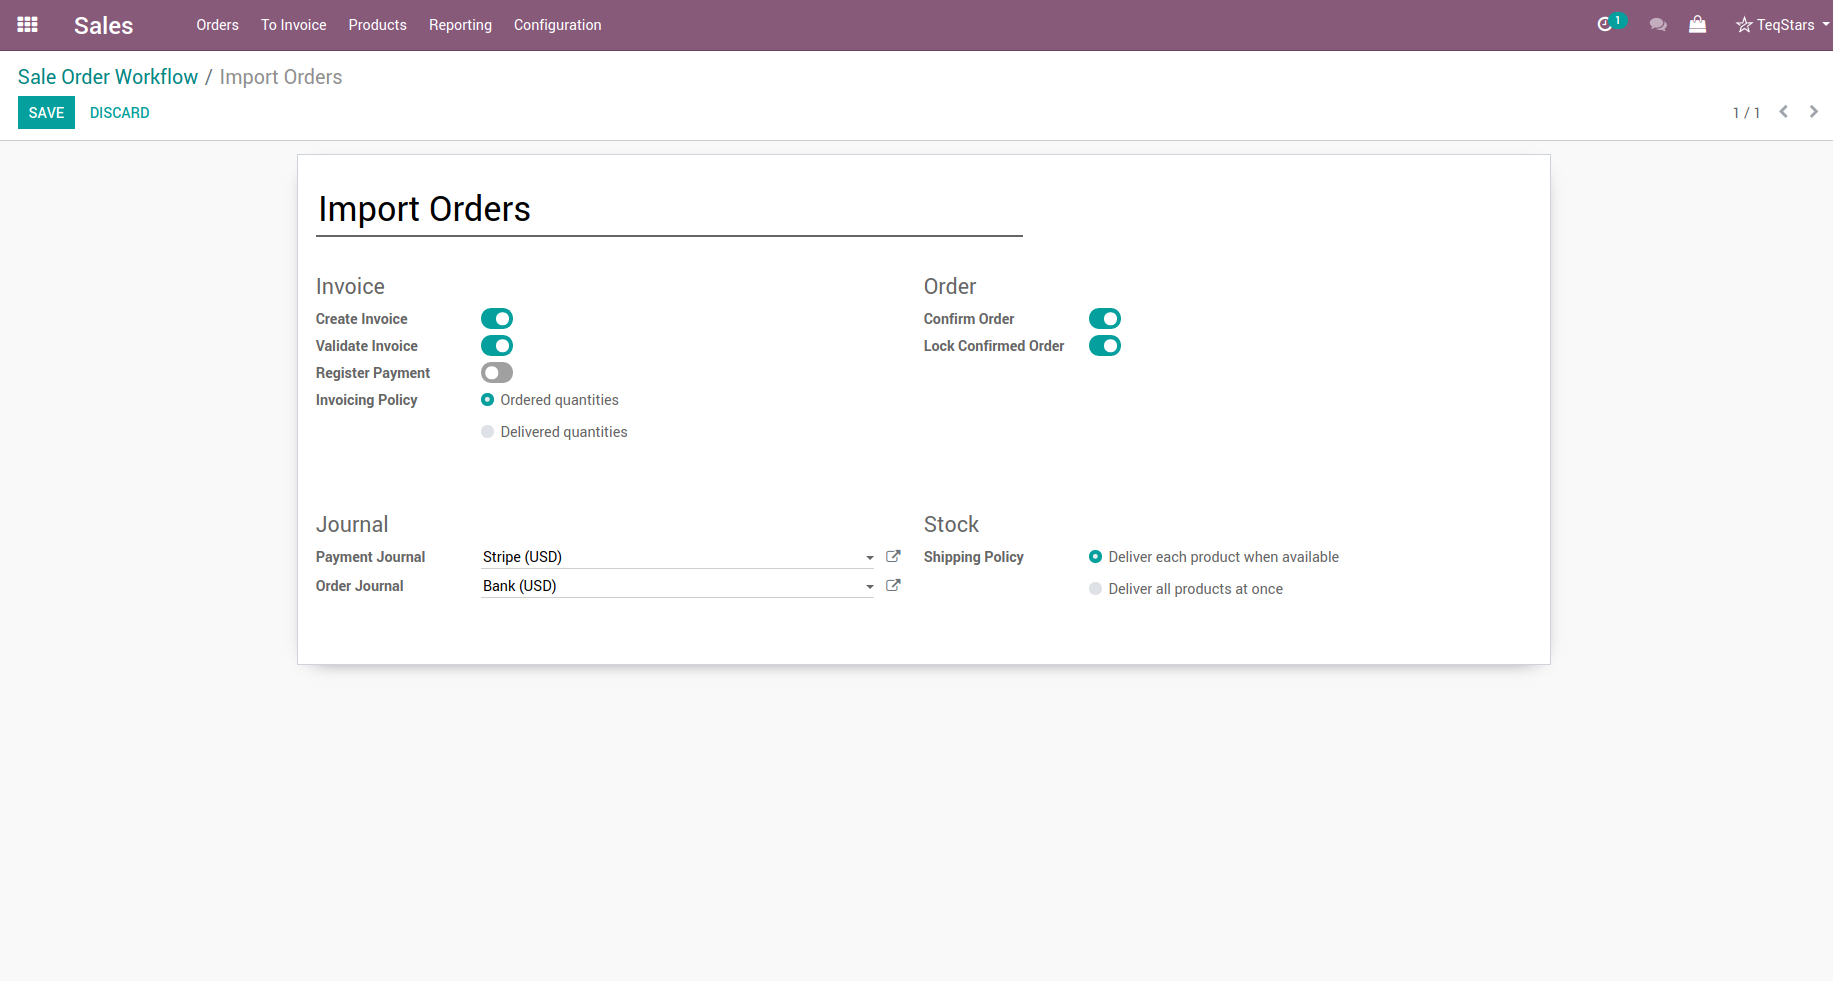 Sales Orders To Invoice Products Reporting Configuration 1 TeqStars
Sale Order Workflow / Import Orders
SAVE DISCARD 1 / 1
Import Orders
Invoice
Create Invoice
Validate Invoice
Register Payment
Invoicing Policy Ordered quantities
Delivered quantities
Order
Confirm Order
Lock Confirmed Order
Journal
Payment Journal Stripe (USD)
Order Journal Bank (USD)
Stock
Shipping Policy Deliver each product when available
Deliver all products at once